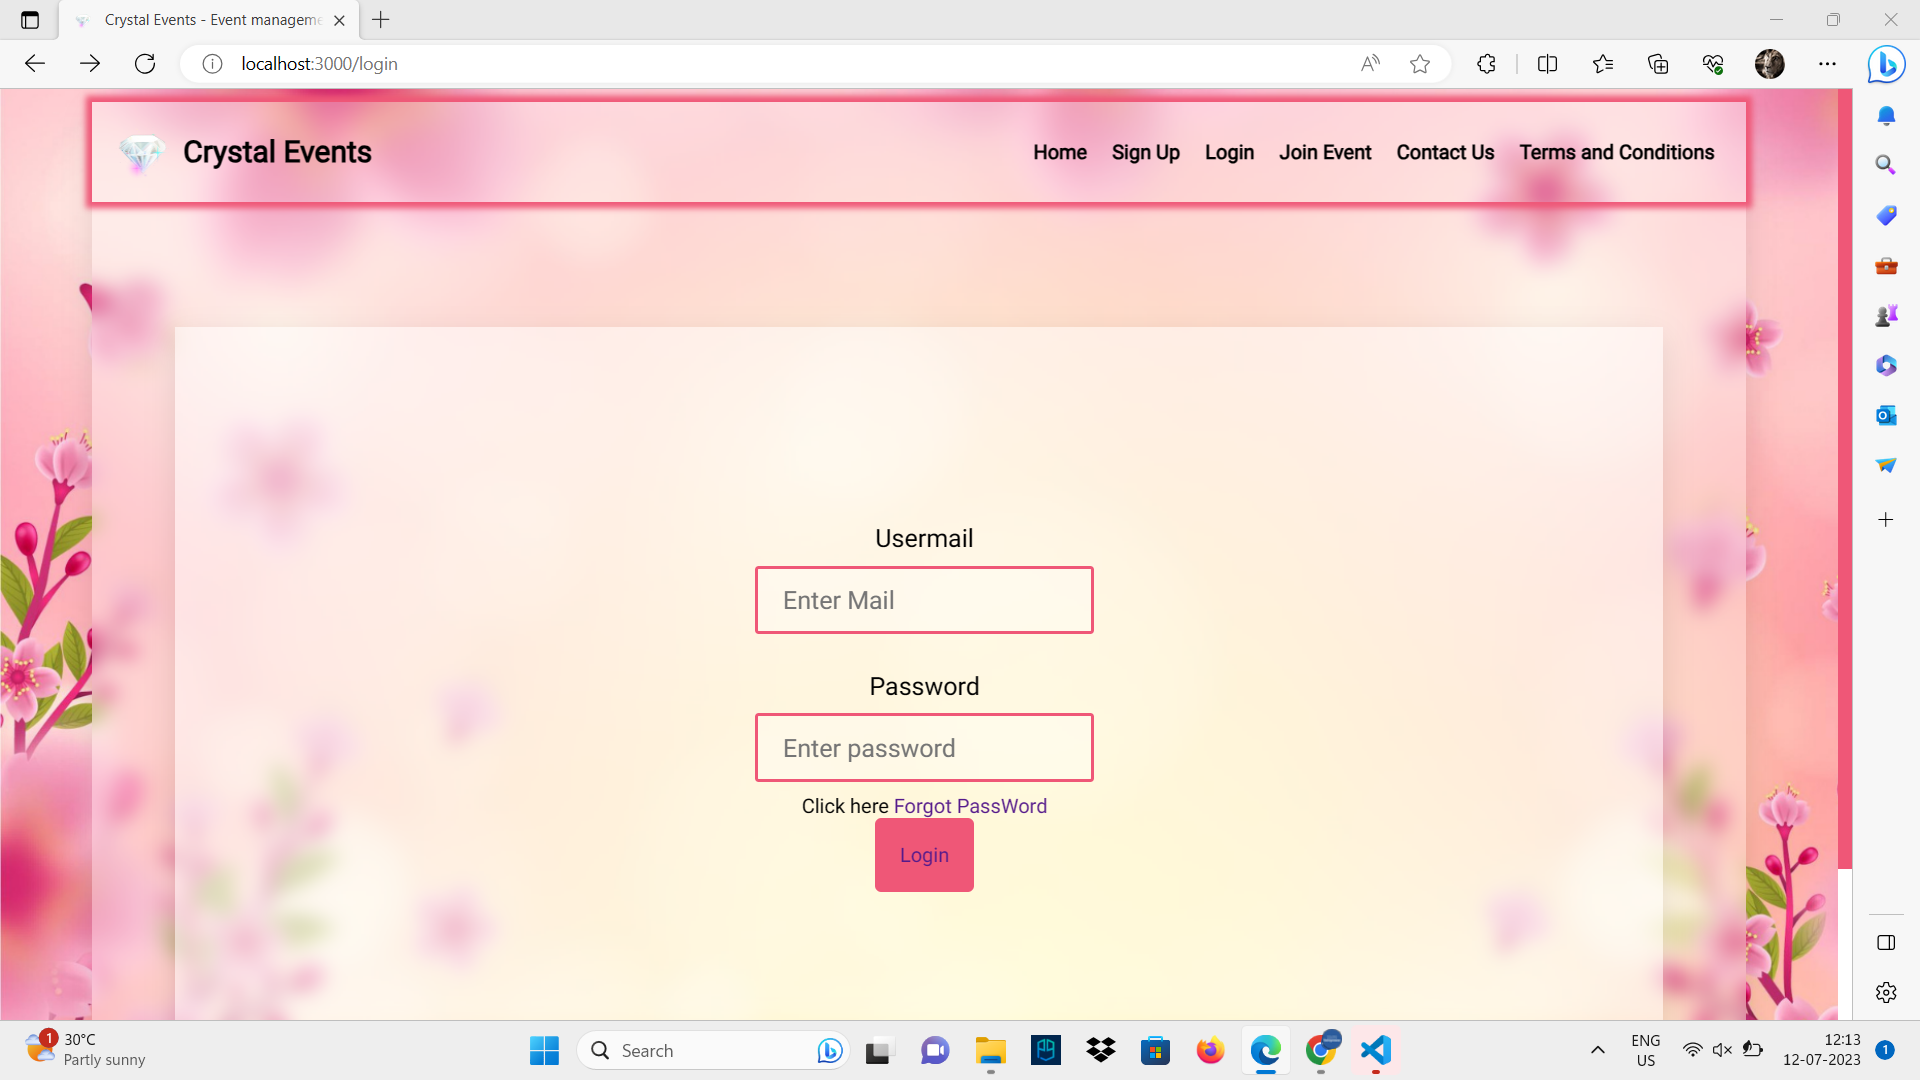 Crystal Events - Event manageme
localhost:3000/login
Crystal Events
Home Sign Up Login Join Event Contact Us Terms and Conditions
Usermail
Enter Mail
Password
Enter password
Click here Forgot PassWord
Login
1
30°C
Partly sunny
Search
ENG
US
12:13
12-07-2023
1